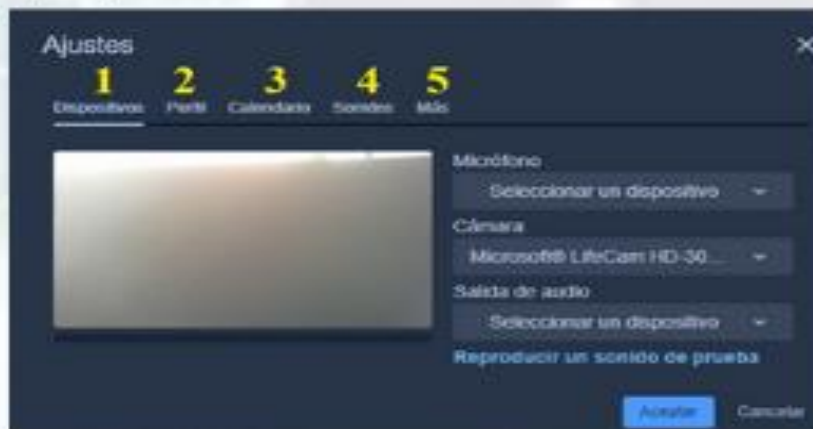 Ajustes
1 2 3 4 5
Dispositivos Perfil Calendario Sonidos Más
Micrófono
Seleccionar un dispositivo
Cámara
Microsoft® LifeCam HD-30...
Salida de audio
Seleccionar un dispositivo
Reproducir un sonido de prueba
Aceptar Cancelar